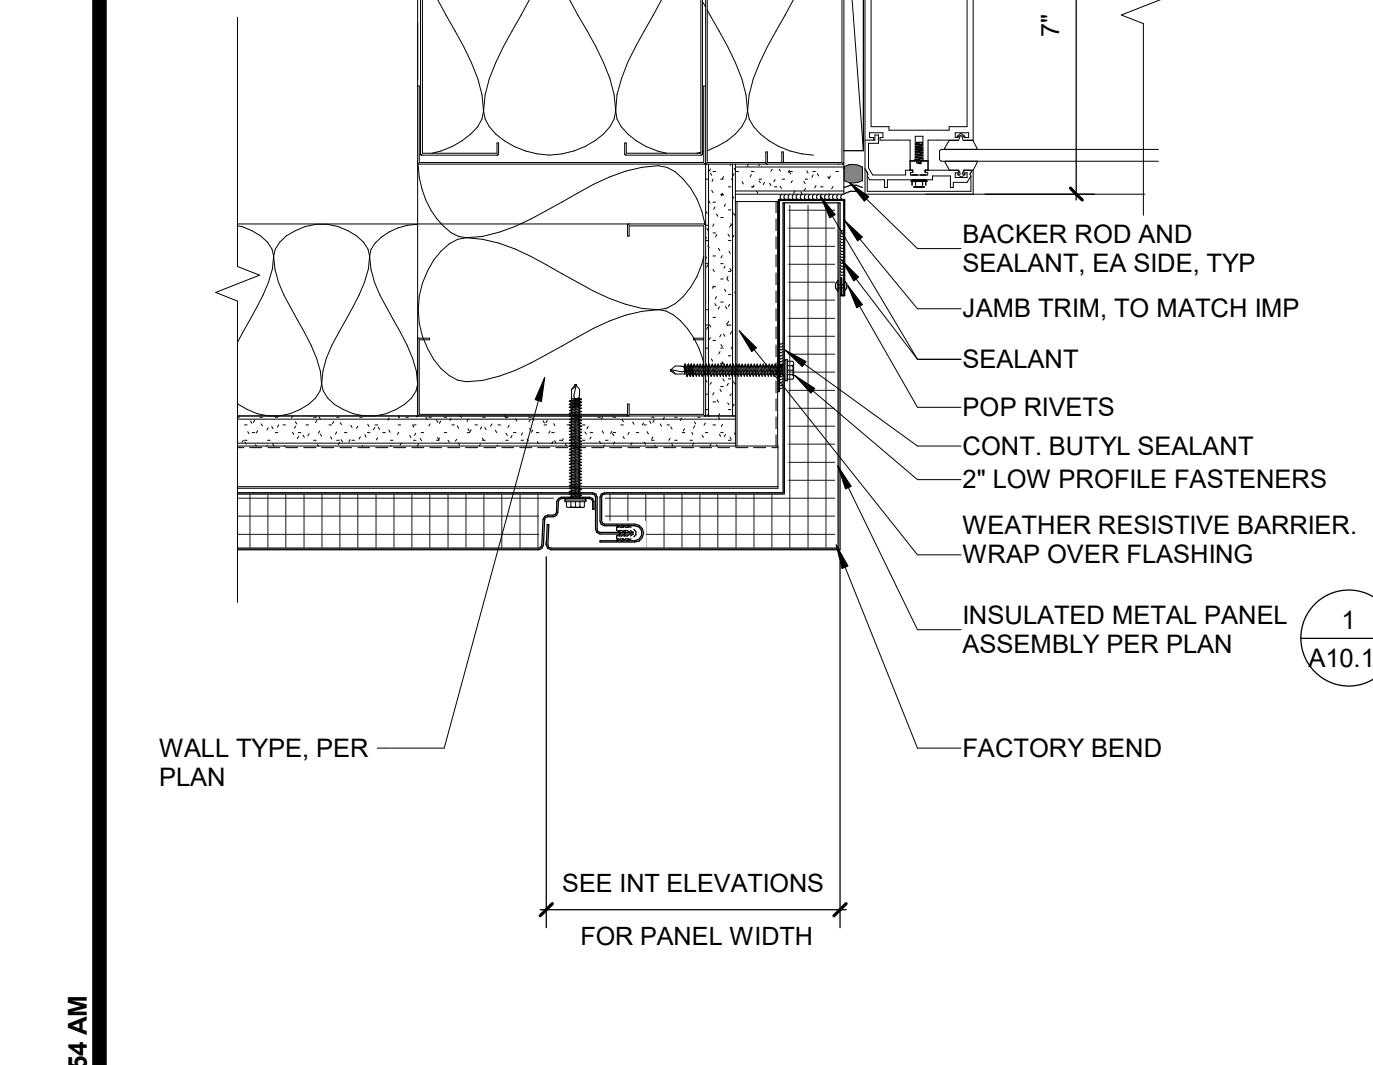 7"
BACKER ROD AND
SEALANT, EA SIDE, TYP
JAMB TRIM, TO MATCH IMP
SEALANT
POP RIVETS
CONT. BUTYL SEALANT
2" LOW PROFILE FASTENERS
WEATHER RESISTIVE BARRIER.
WRAP OVER FLASHING
INSULATED METAL PANEL
ASSEMBLY PER PLAN
1
A10.1
WALL TYPE, PER
PLAN
FACTORY BEND
SEE INT ELEVATIONS
FOR PANEL WIDTH
54 AM